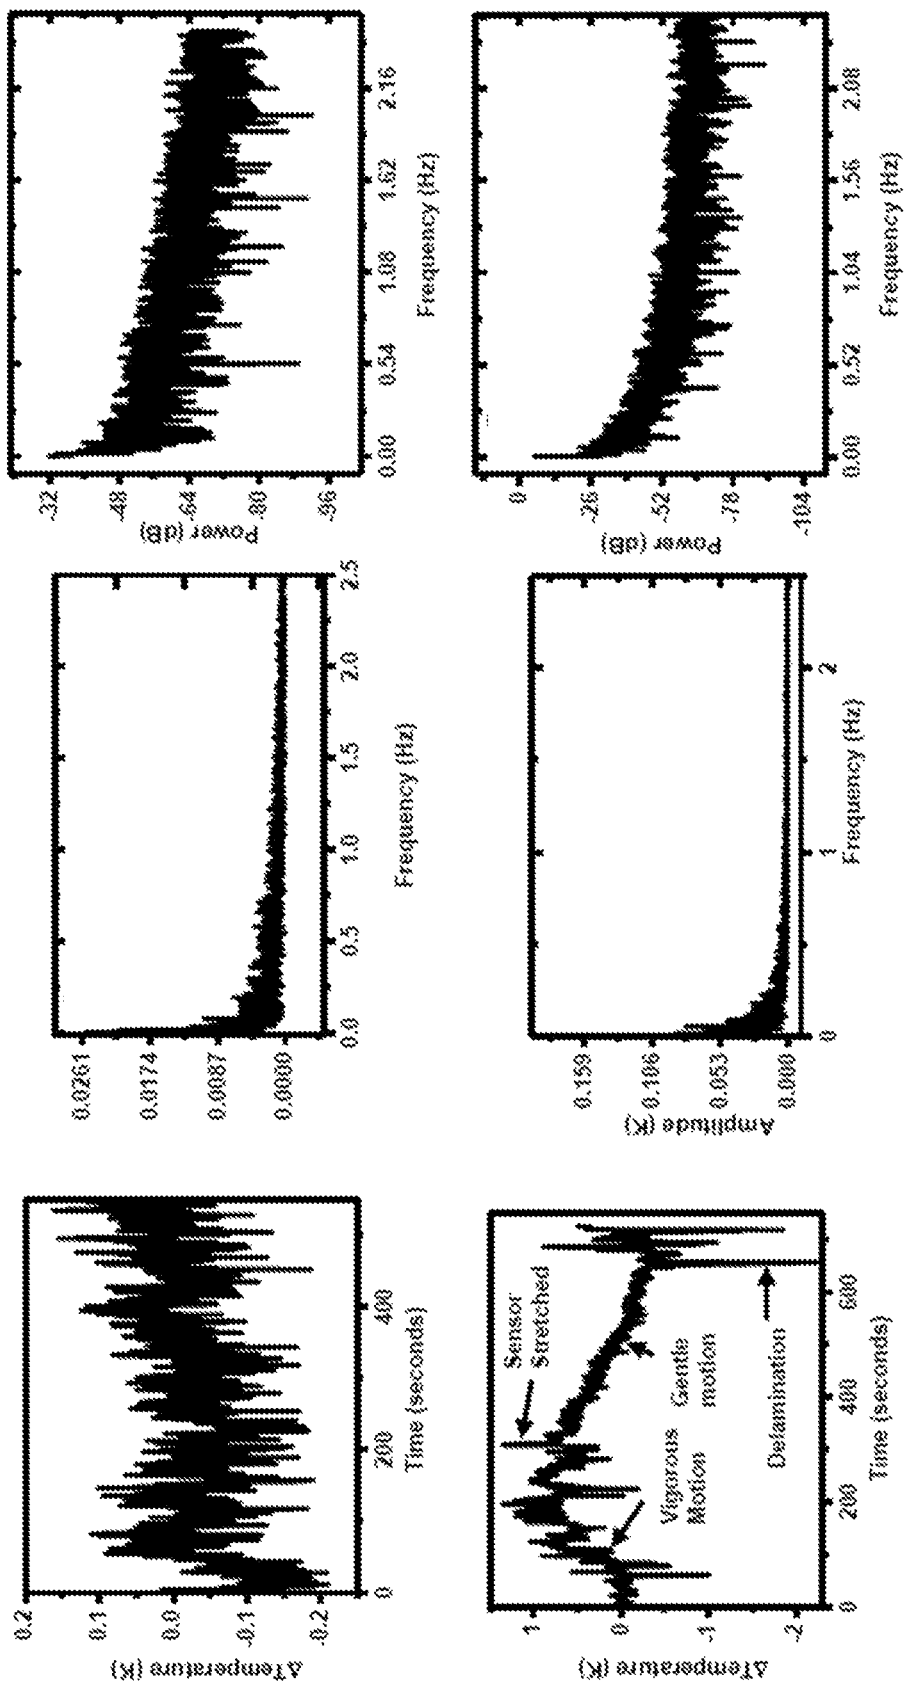 0.2
0.1
0.0
-0.1
-0.2
ΔTemperature (K)
0
200
400
Time (seconds)
0.0261
0.0174
0.0087
0.0000
0.0
0.5
1.0
1.5
2.0
2.5
Frequency (Hz)
-32
-48
-64
-80
-96
Power (dB)
0.00
0.54
1.08
1.62
2.16
Frequency (Hz)
1
0
-1
-2
ΔTemperature (K)
Sensor
Stretched
Vigorous
Motion
Gentle
motion
Delamination
0
200
400
600
Time (seconds)
0.159
0.106
0.053
0.000
Amplitude (K)
0
1
2
Frequency (Hz)
0
-26
-52
-78
-104
Power (dB)
0.00
0.52
1.04
1.56
2.08
Frequency (Hz)